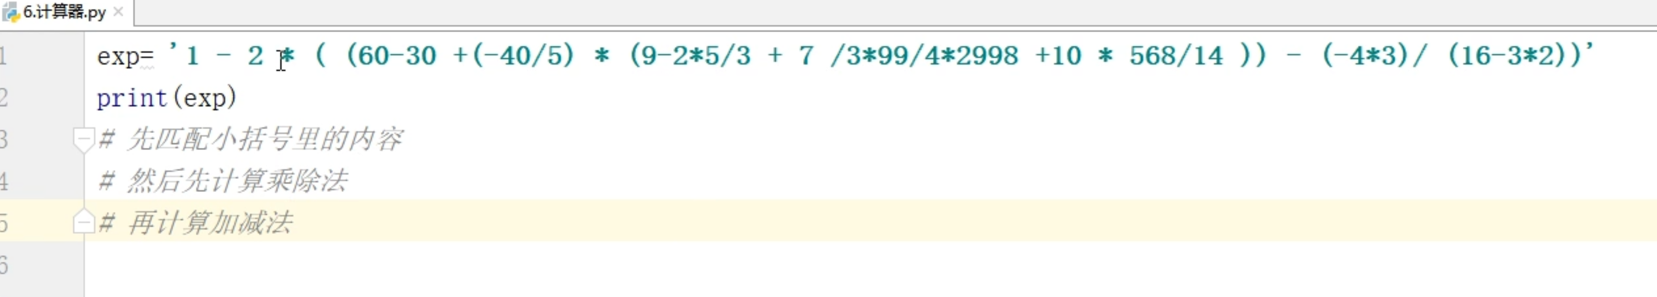 6.计算器.py
1 exp= '1 - 2 * ( (60-30 +(-40/5) * (9-2*5/3 + 7 /3*99/4*2998 +10 * 568/14 )) - (-4*3)/ (16-3*2))'
2 print(exp)
3 # 先匹配小括号里的内容
4 # 然后先计算乘除法
5 # 再计算加减法
6